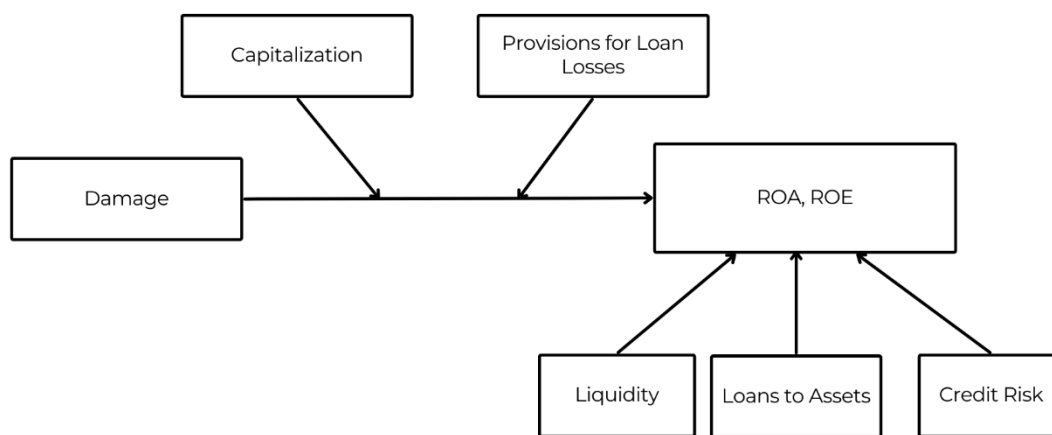 Capitalization
Provisions for Loan
Losses
Damage
ROA, ROE
Liquidity
Loans to Assets
Credit Risk